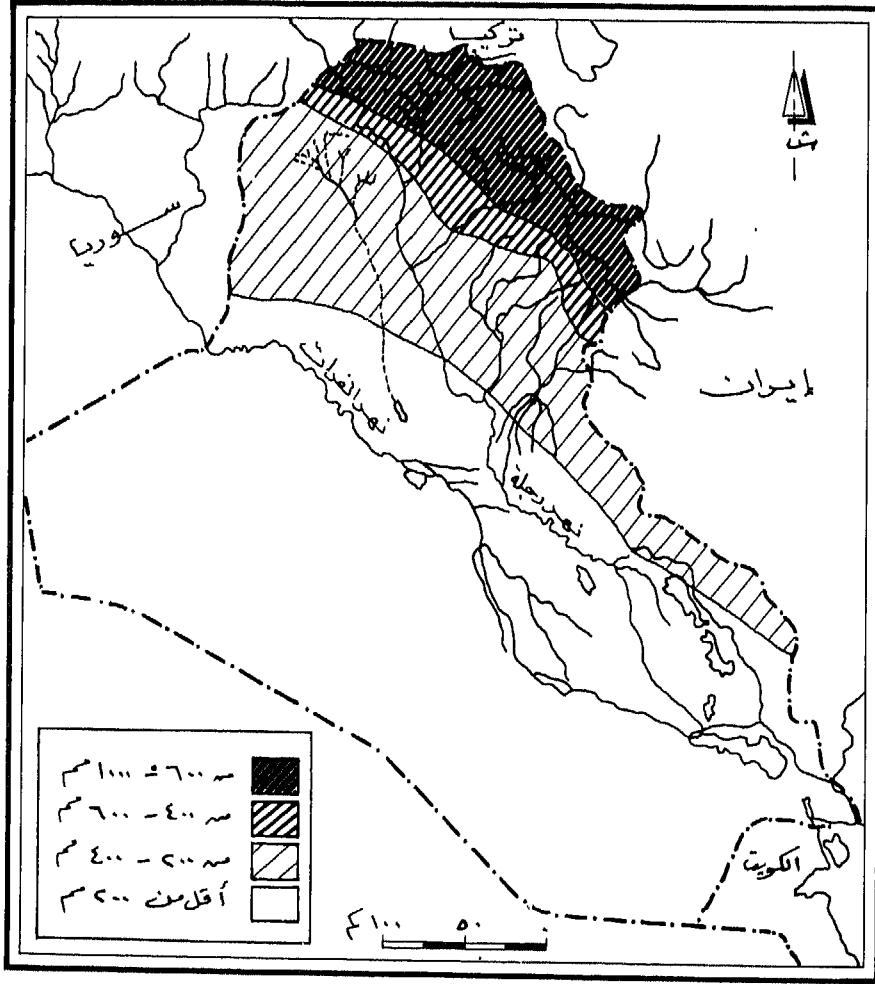 تركيا
ش
سوريا
إيران
نهر الفرات
نهر دجلة
الكويت
من ٦٠٠ - ١٠٠٠ مم
من ٤٠٠ - ٦٠٠ مم
من ٢٠٠ - ٤٠٠ مم
أقل من ٢٠٠ مم
٥٠ ١٠٠ كم